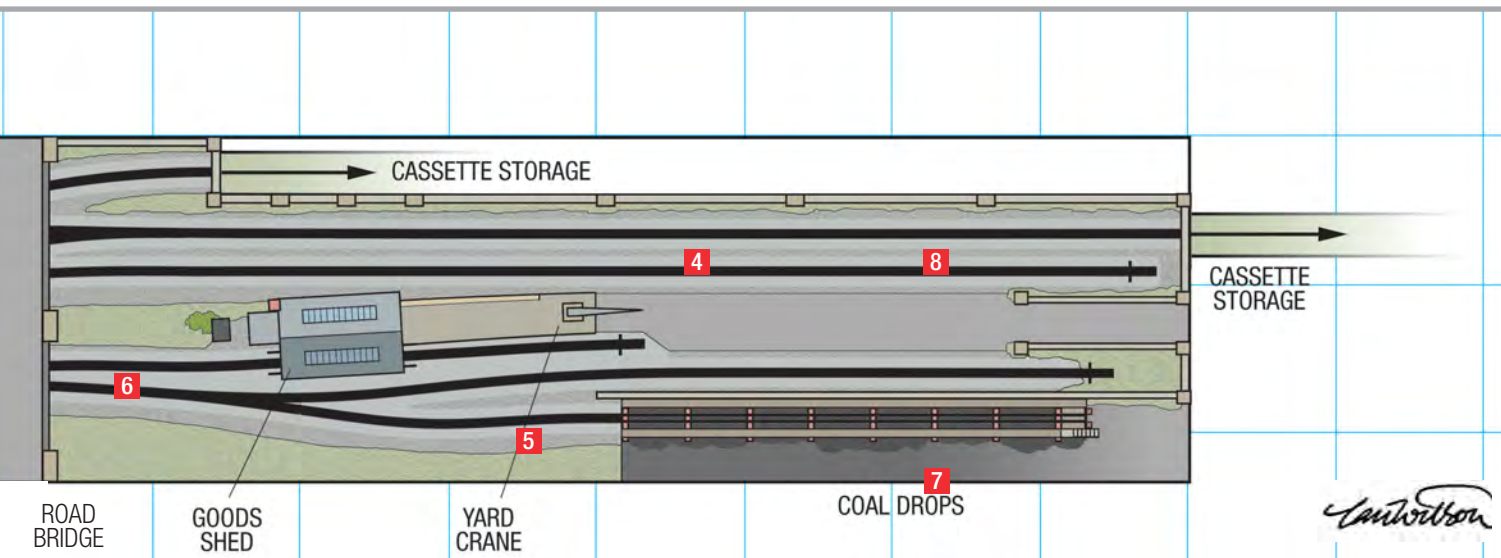 CASSETTE STORAGE
4
8
CASSETTE
STORAGE
6
5
7
COAL DROPS
ROAD
BRIDGE
GOODS
SHED
YARD
CRANE